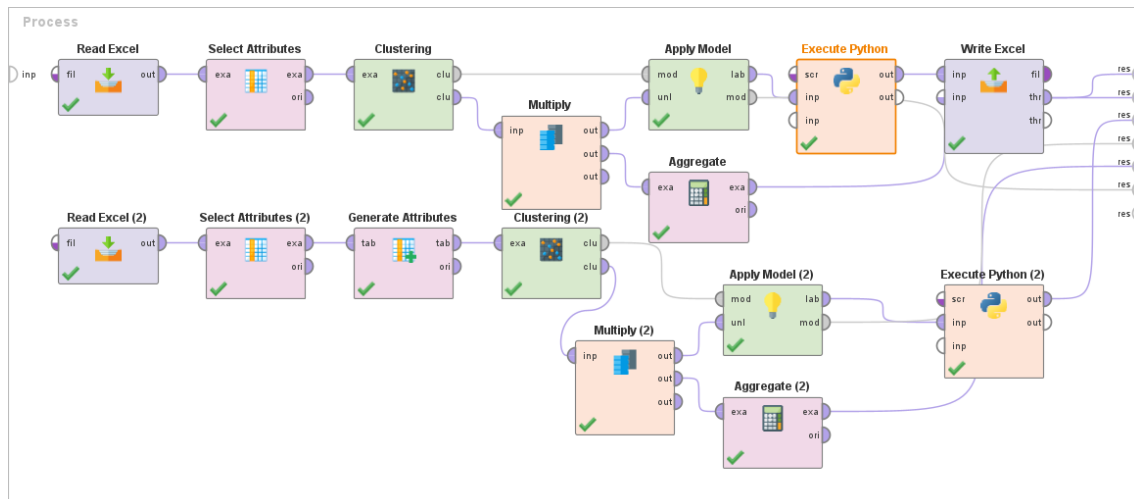 Process
Read Excel
Select Attributes
Clustering
Apply Model
Execute Python
Write Excel
inp
fil out
exa exa
ori
exa clu
clu
mod lab
unl mod
scr out
inp out
inp
inp fil
inp thr
thr
res
res
res
res
res
res
Multiply
inp out
out
out
Aggregate
exa exa
ori
Read Excel (2)
Select Attributes (2)
Generate Attributes
Clustering (2)
fil out
exa exa
ori
tab tab
ori
exa clu
clu
Apply Model (2)
Execute Python (2)
mod lab
unl mod
scr out
inp out
inp
Multiply (2)
inp out
out
out
Aggregate (2)
exa exa
ori